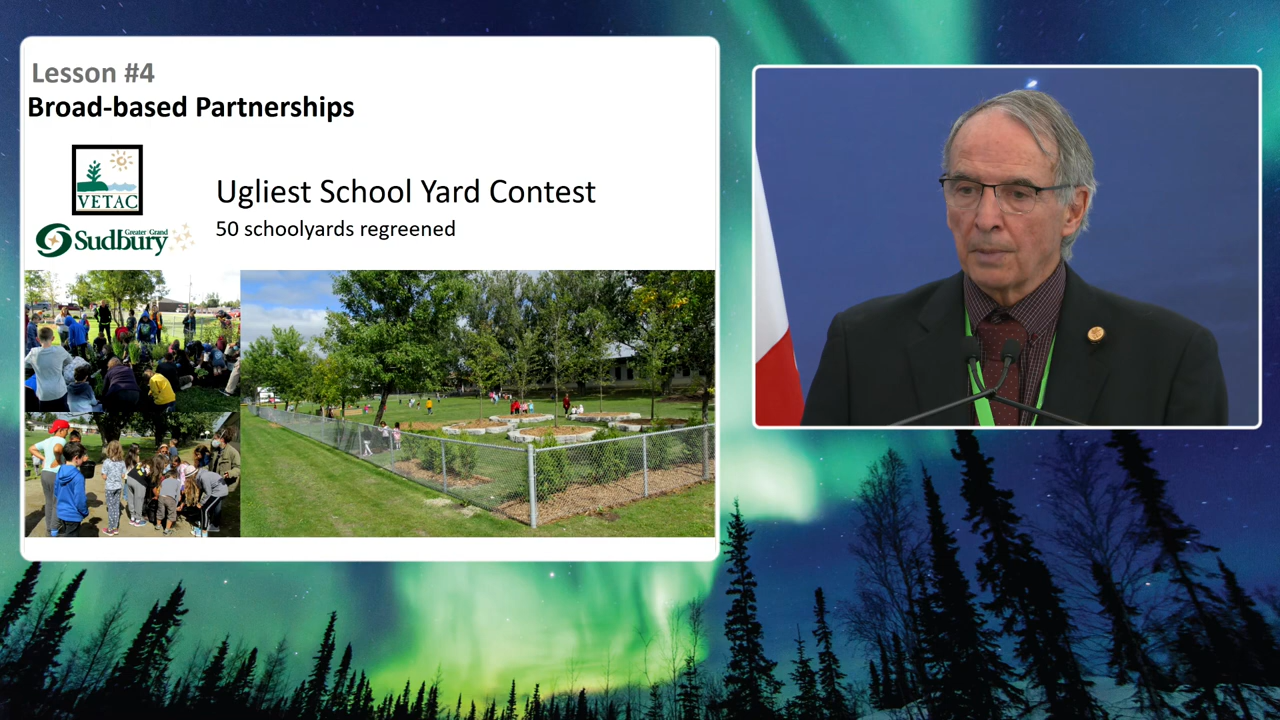 Lesson #4
Broad-based Partnerships
VETAC
Greater Grand
Sudbury
Ugliest School Yard Contest
50 schoolyards regreened